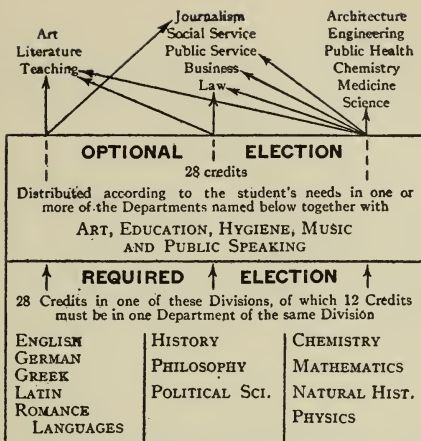 Art
Literature
Teaching
Journalism
Social Service
Public Service
Business
Law
Architecture
Engineering
Public Health
Chemistry
Medicine
Science
OPTIONAL ELECTION
28 credits
Distributed according to the student's needs in one or
more of the Departments named below together with
ART, EDUCATION, HYGIENE, MUSIC
AND PUBLIC SPEAKING
REQUIRED ELECTION
28 Credits in one of these Divisions, of which 12 Credits
must be in one Department of the same Division
ENGLISH
GERMAN
GREEK
LATIN
ROMANCE
LANGUAGES
HISTORY
PHILOSOPHY
POLITICAL SCI.
CHEMISTRY
MATHEMATICS
NATURAL HIST.
PHYSICS